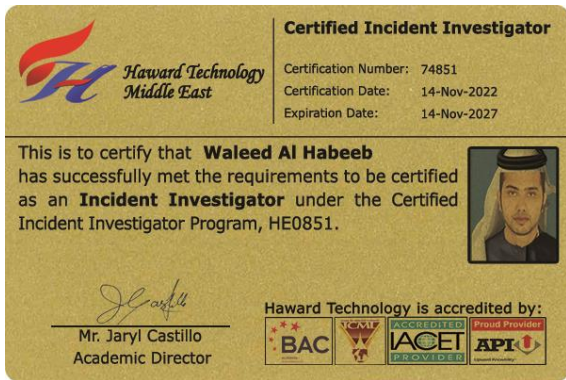 Haward Technology
Middle East
Certified Incident Investigator
Certification Number: 74851
Certification Date: 14-Nov-2022
Expiration Date: 14-Nov-2027
This is to certify that Waleed Al Habeeb
has successfully met the requirements to be certified
as an Incident Investigator under the Certified
Incident Investigator Program, HE0851.
Mr. Jaryl Castillo
Academic Director
Haward Technology is accredited by:
BAC
ICML
ACCREDITED
IACET
PROVIDER
Proud Provider
API